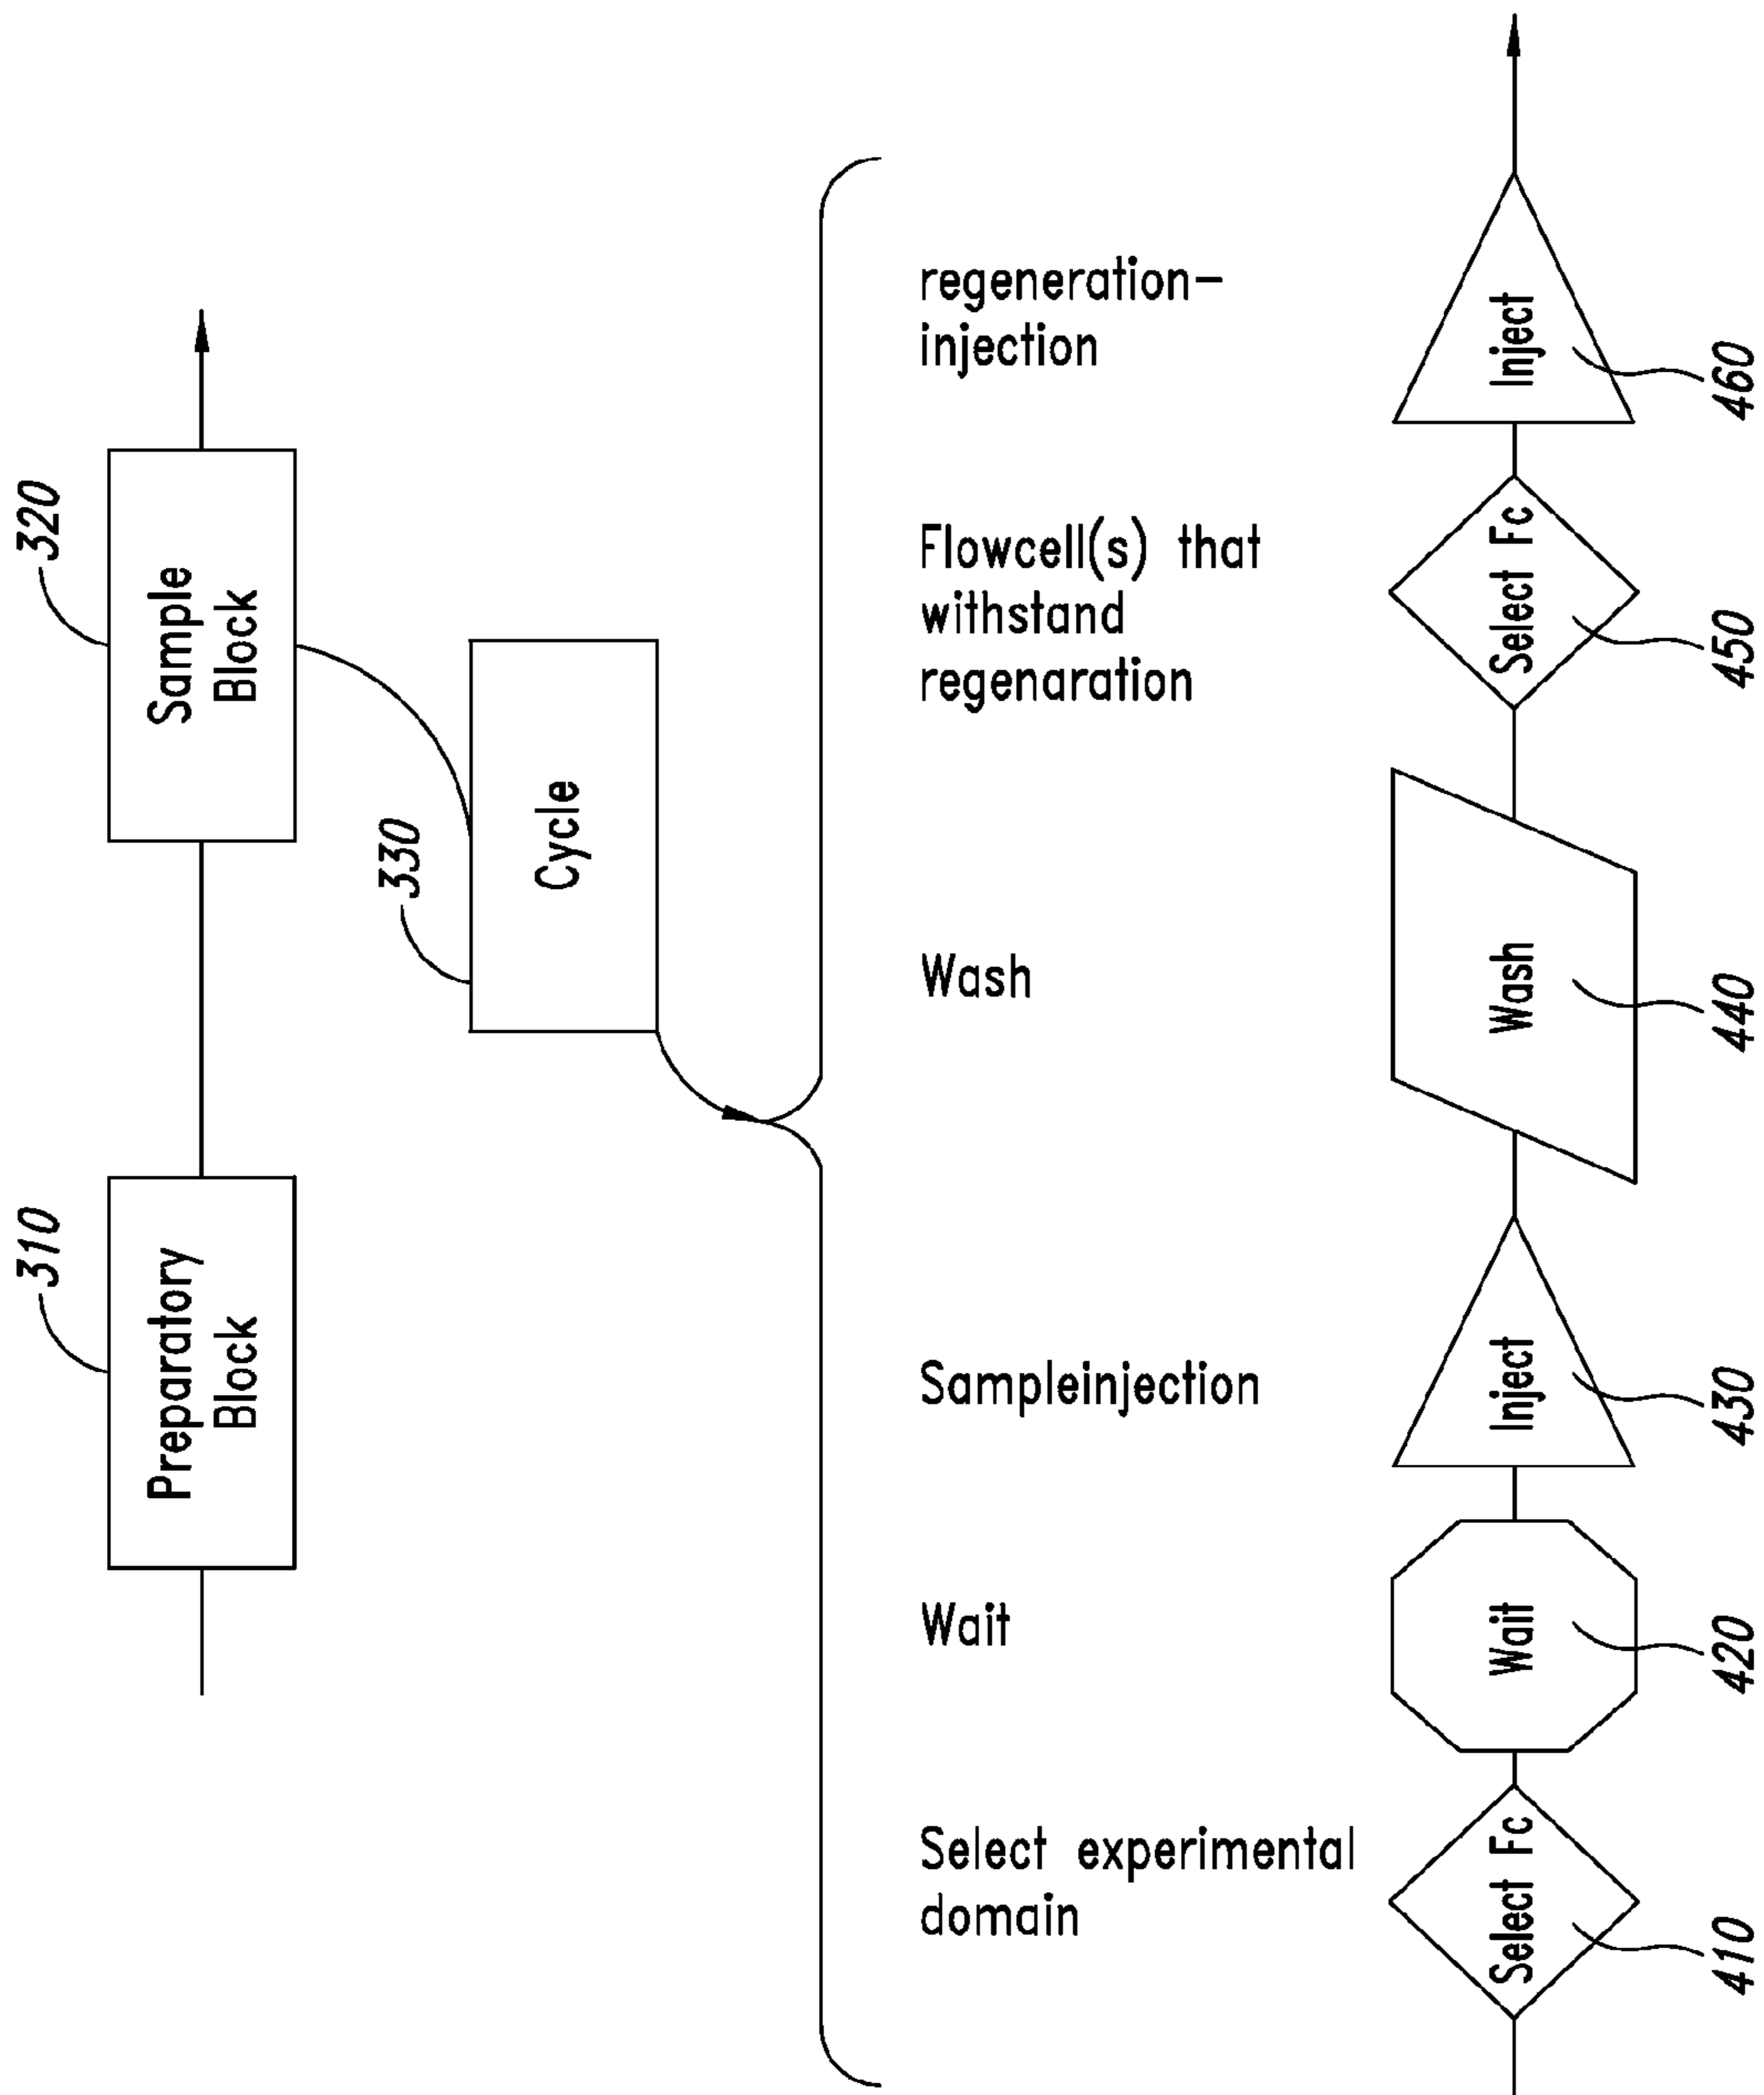 310
320
Preparatory
Block
Sample
Block
330
Cycle
Select experimental
domain
Wait
Sampleinjection
Wash
Flowcell(s) that
withstand
regenaration
regeneration-
injection
Select Fc
Wait
Inject
Wash
Select Fc
Inject
410
420
430
440
450
460